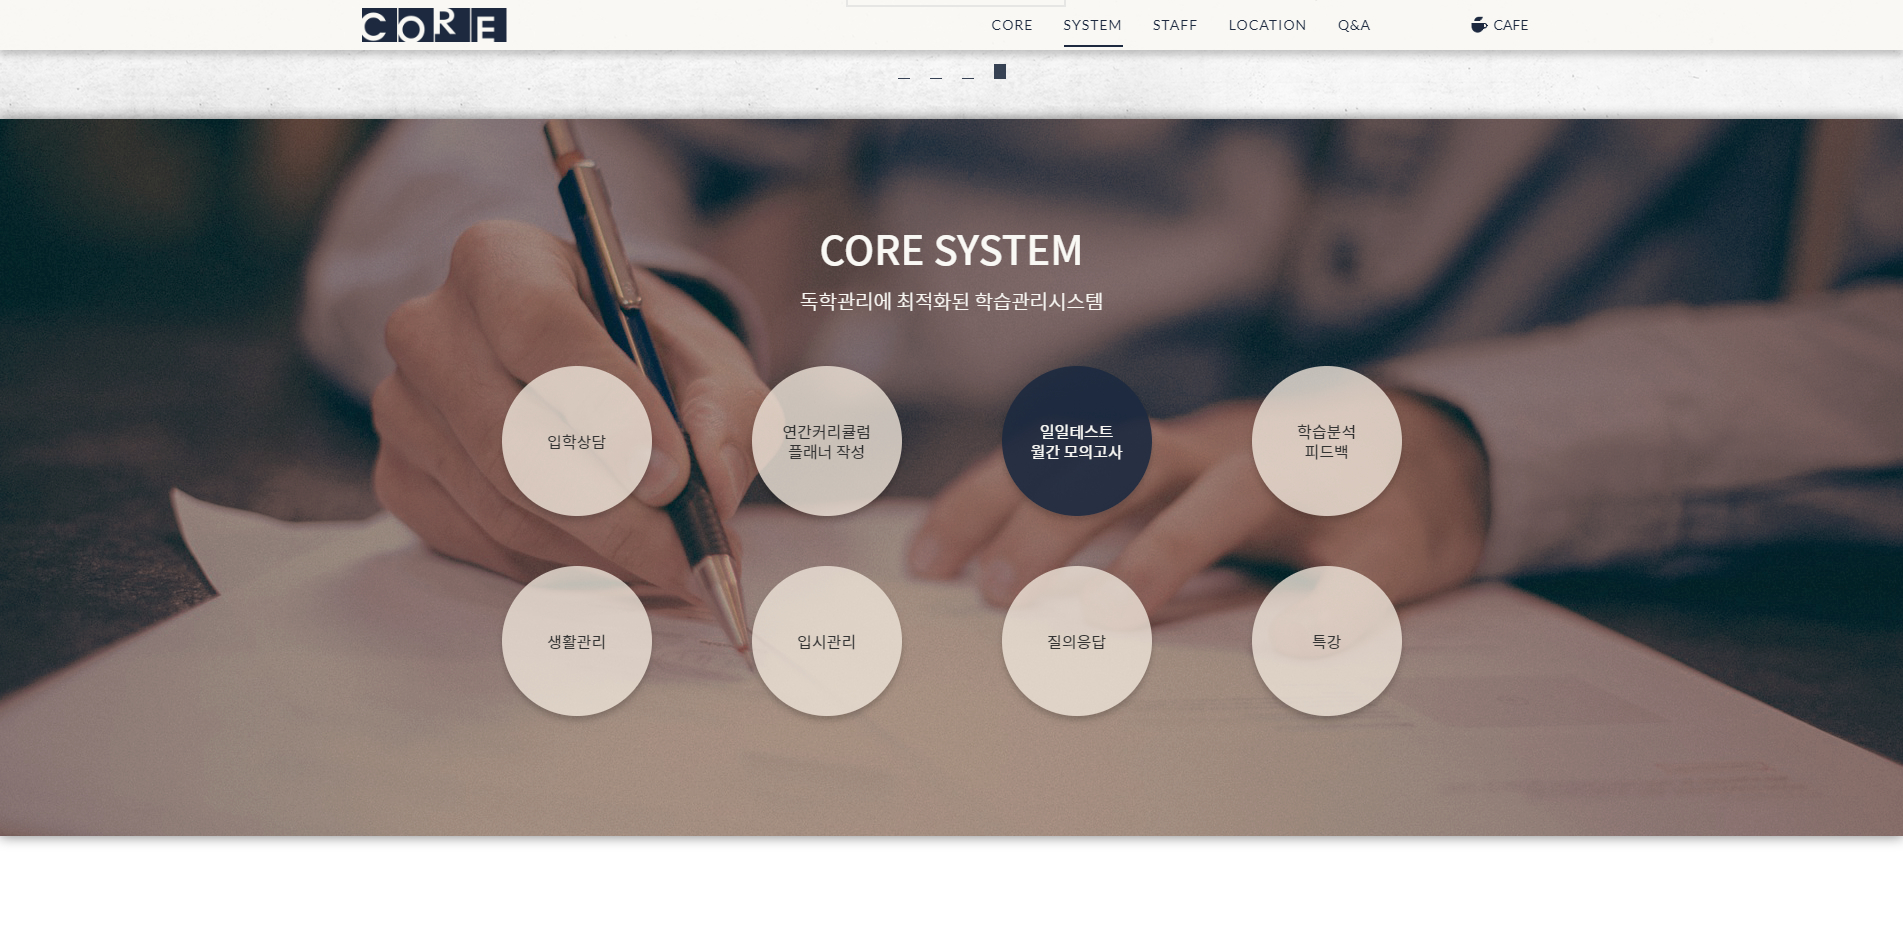 CORE
CORE
SYSTEM
STAFF
LOCATION
Q&A
CAFE
CORE SYSTEM
독학관리에 최적화된 학습관리시스템
입학상담
연간커리큘럼
플래너 작성
일일테스트
월간 모의고사
학습분석
피드백
생활관리
입시관리
질의응답
특강